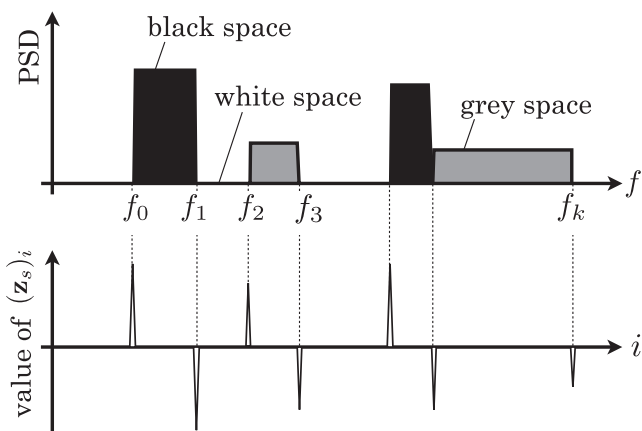 black space
PSD
white space
grey space
f
f₀
f₁
f₂
f₃
fₖ
value of (𝐳ₛ)ᵢ
i